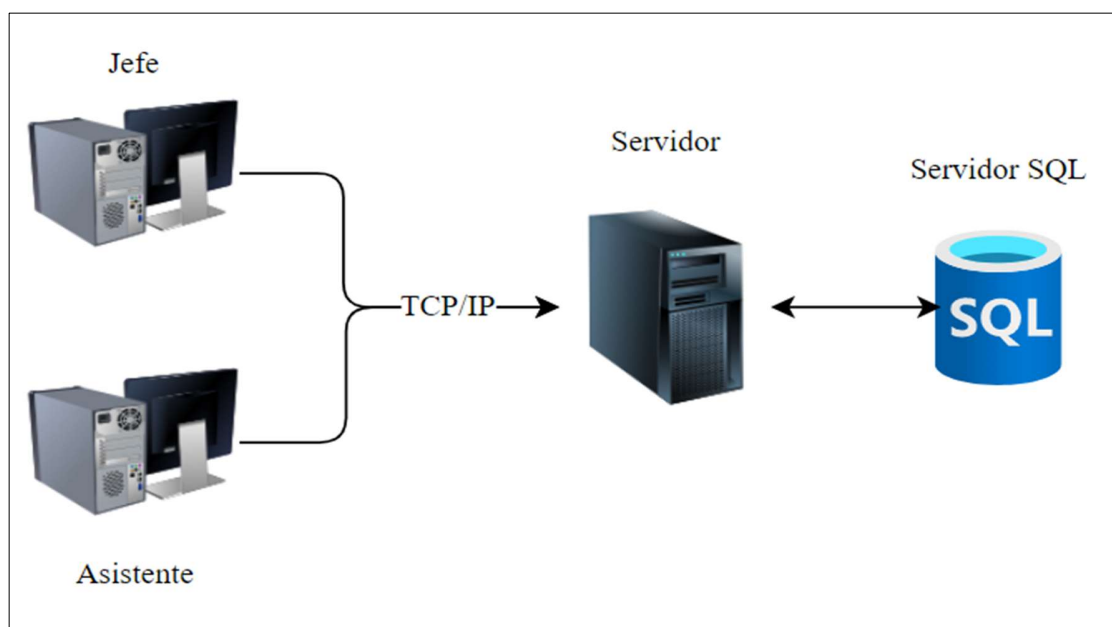 Jefe
Servidor
Servidor SQL
TCP/IP
SQL
Asistente